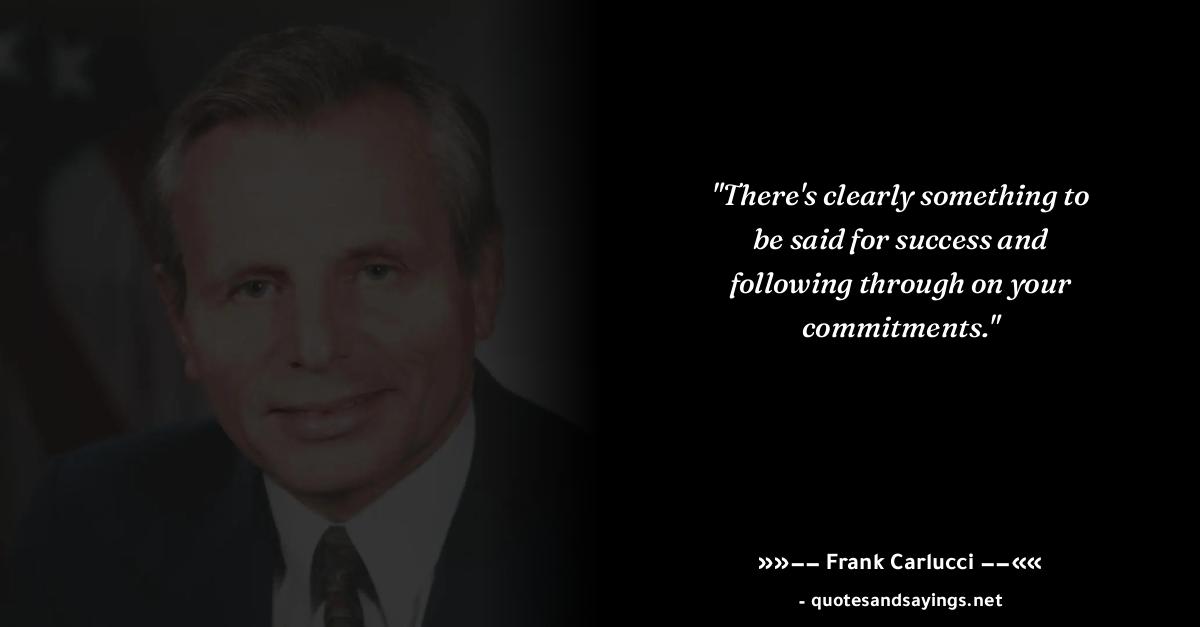 "There's clearly something to
be said for success and
following through on your
commitments."
»»−− Frank Carlucci −−««
- quotesandsayings.net